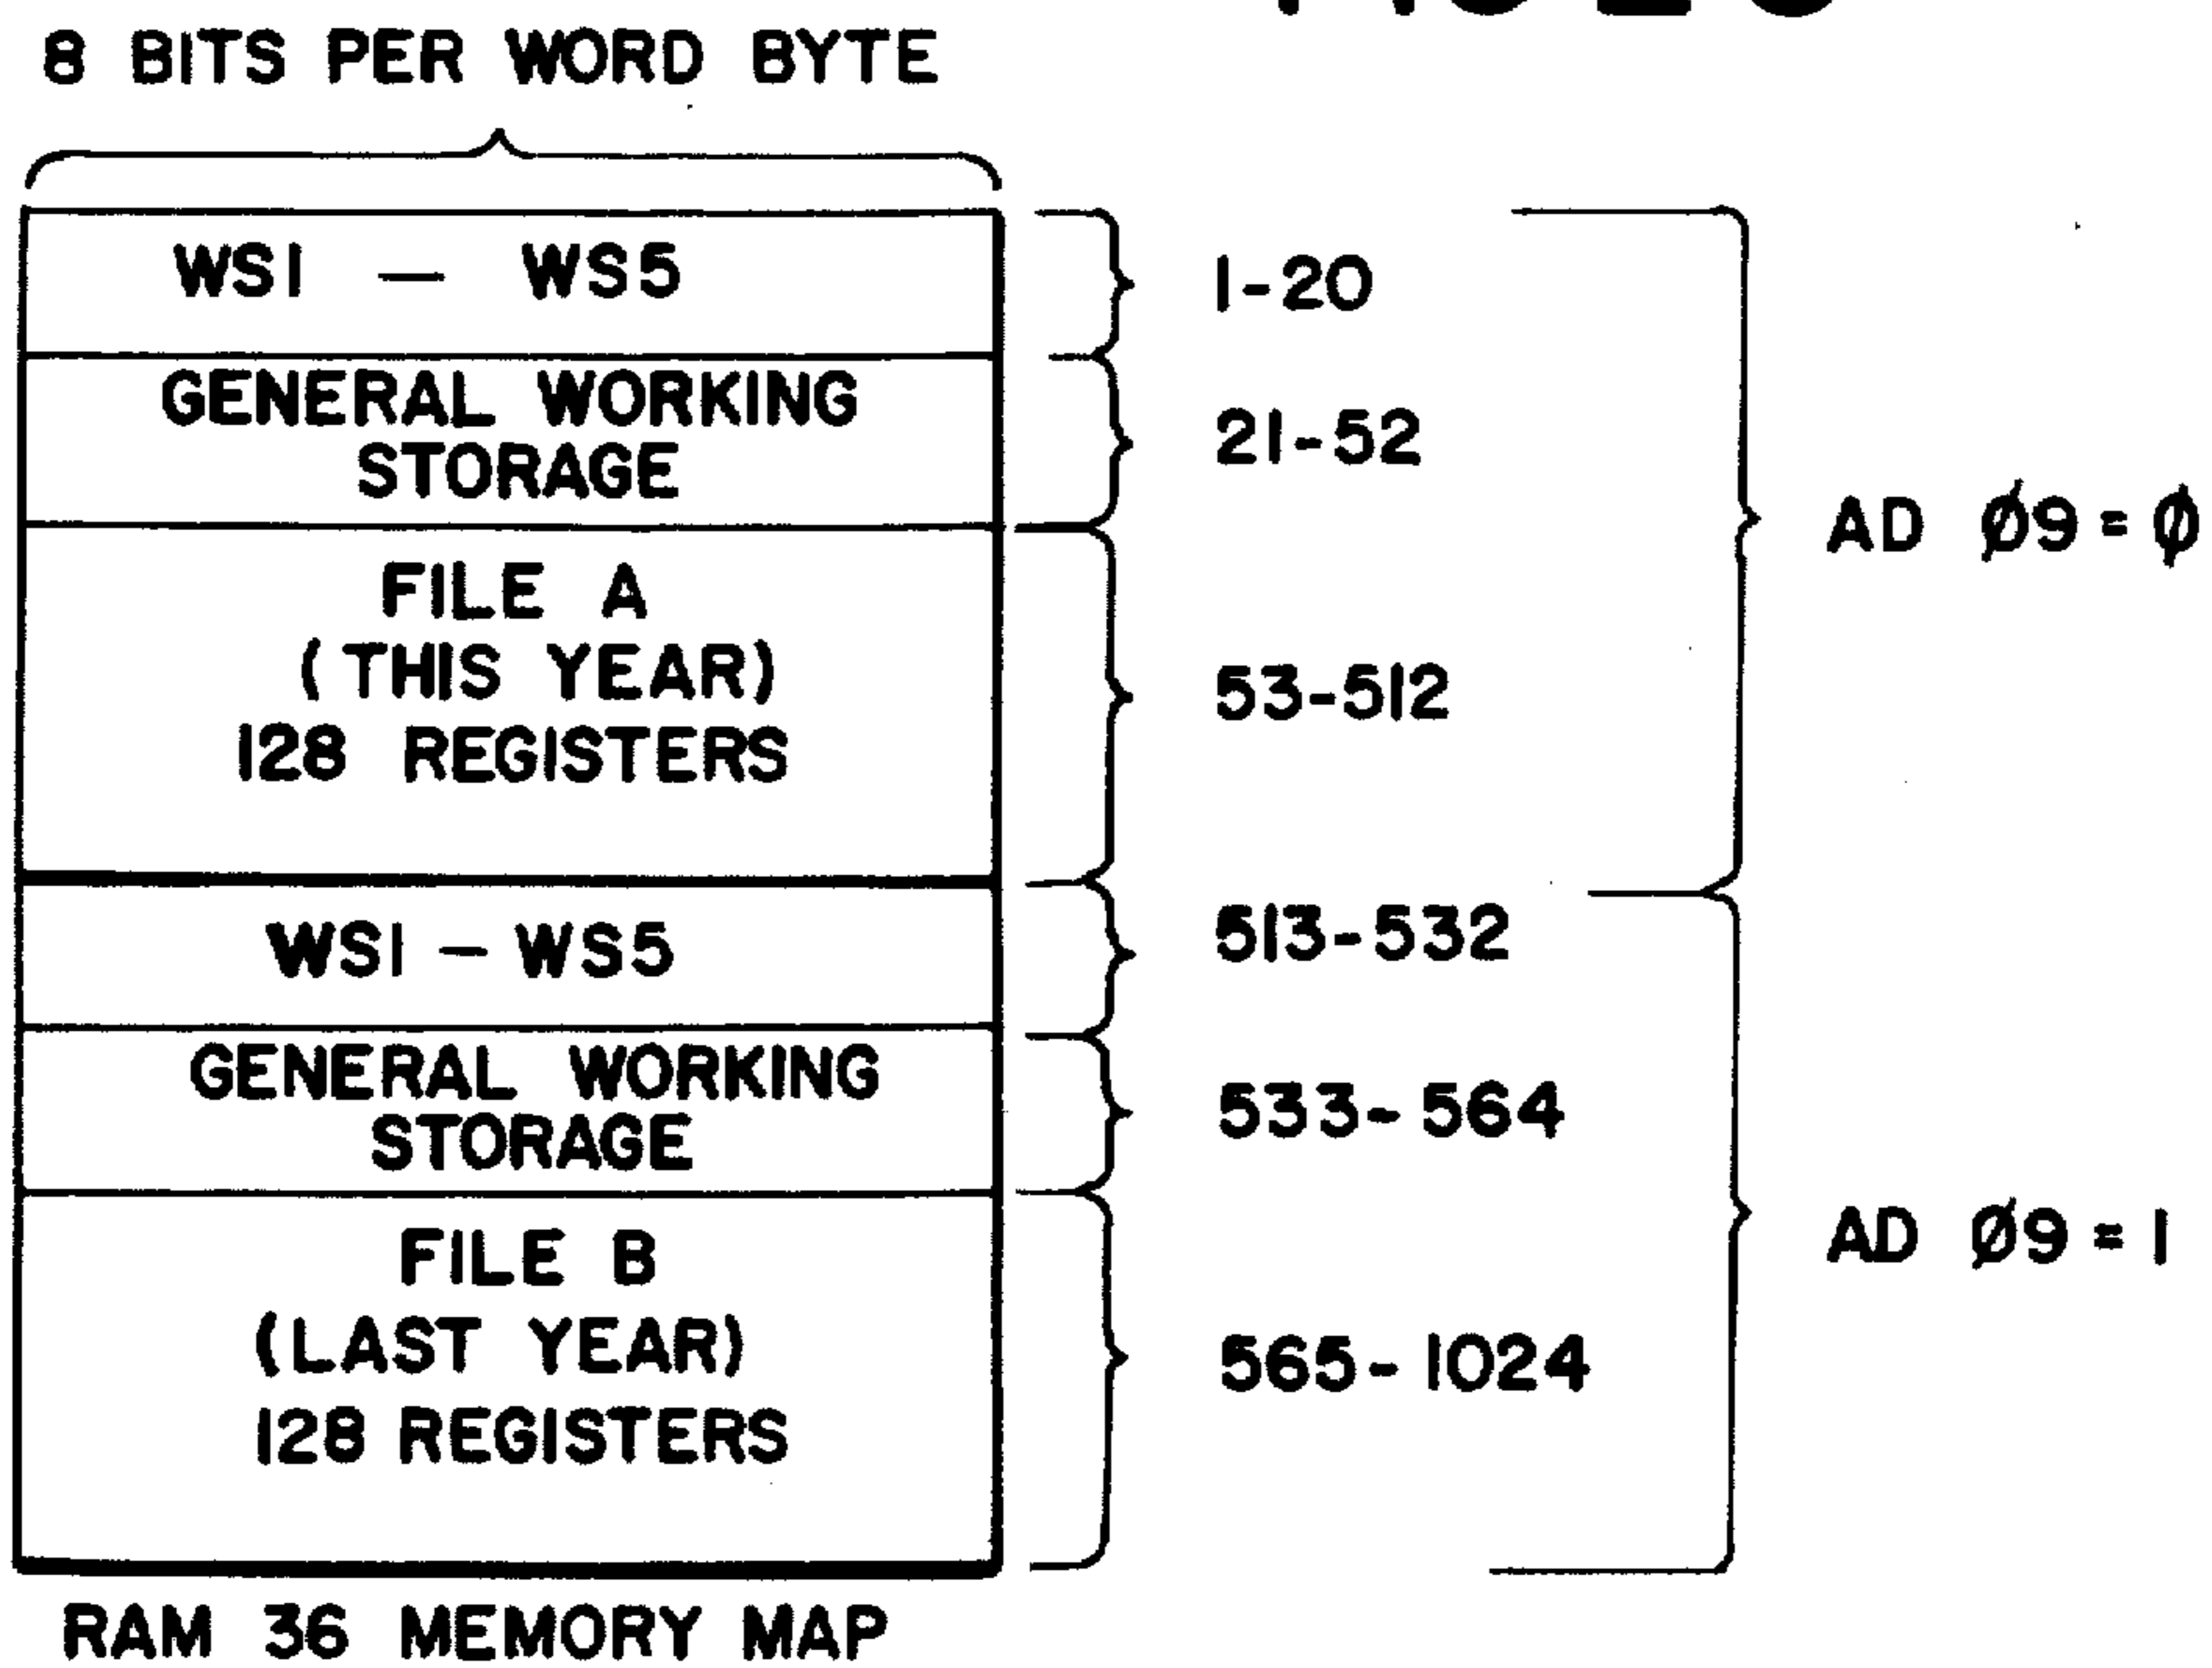 8 BITS PER WORD BYTE
WS1 — WS5
1-20
GENERAL WORKING
STORAGE
21-52
AD Ø9 = Ø
FILE A
(THIS YEAR)
128 REGISTERS
53-512
WS1 — WS5
513-532
GENERAL WORKING
STORAGE
533-564
AD Ø9 = 1
FILE B
(LAST YEAR)
128 REGISTERS
565-1024
RAM 36 MEMORY MAP